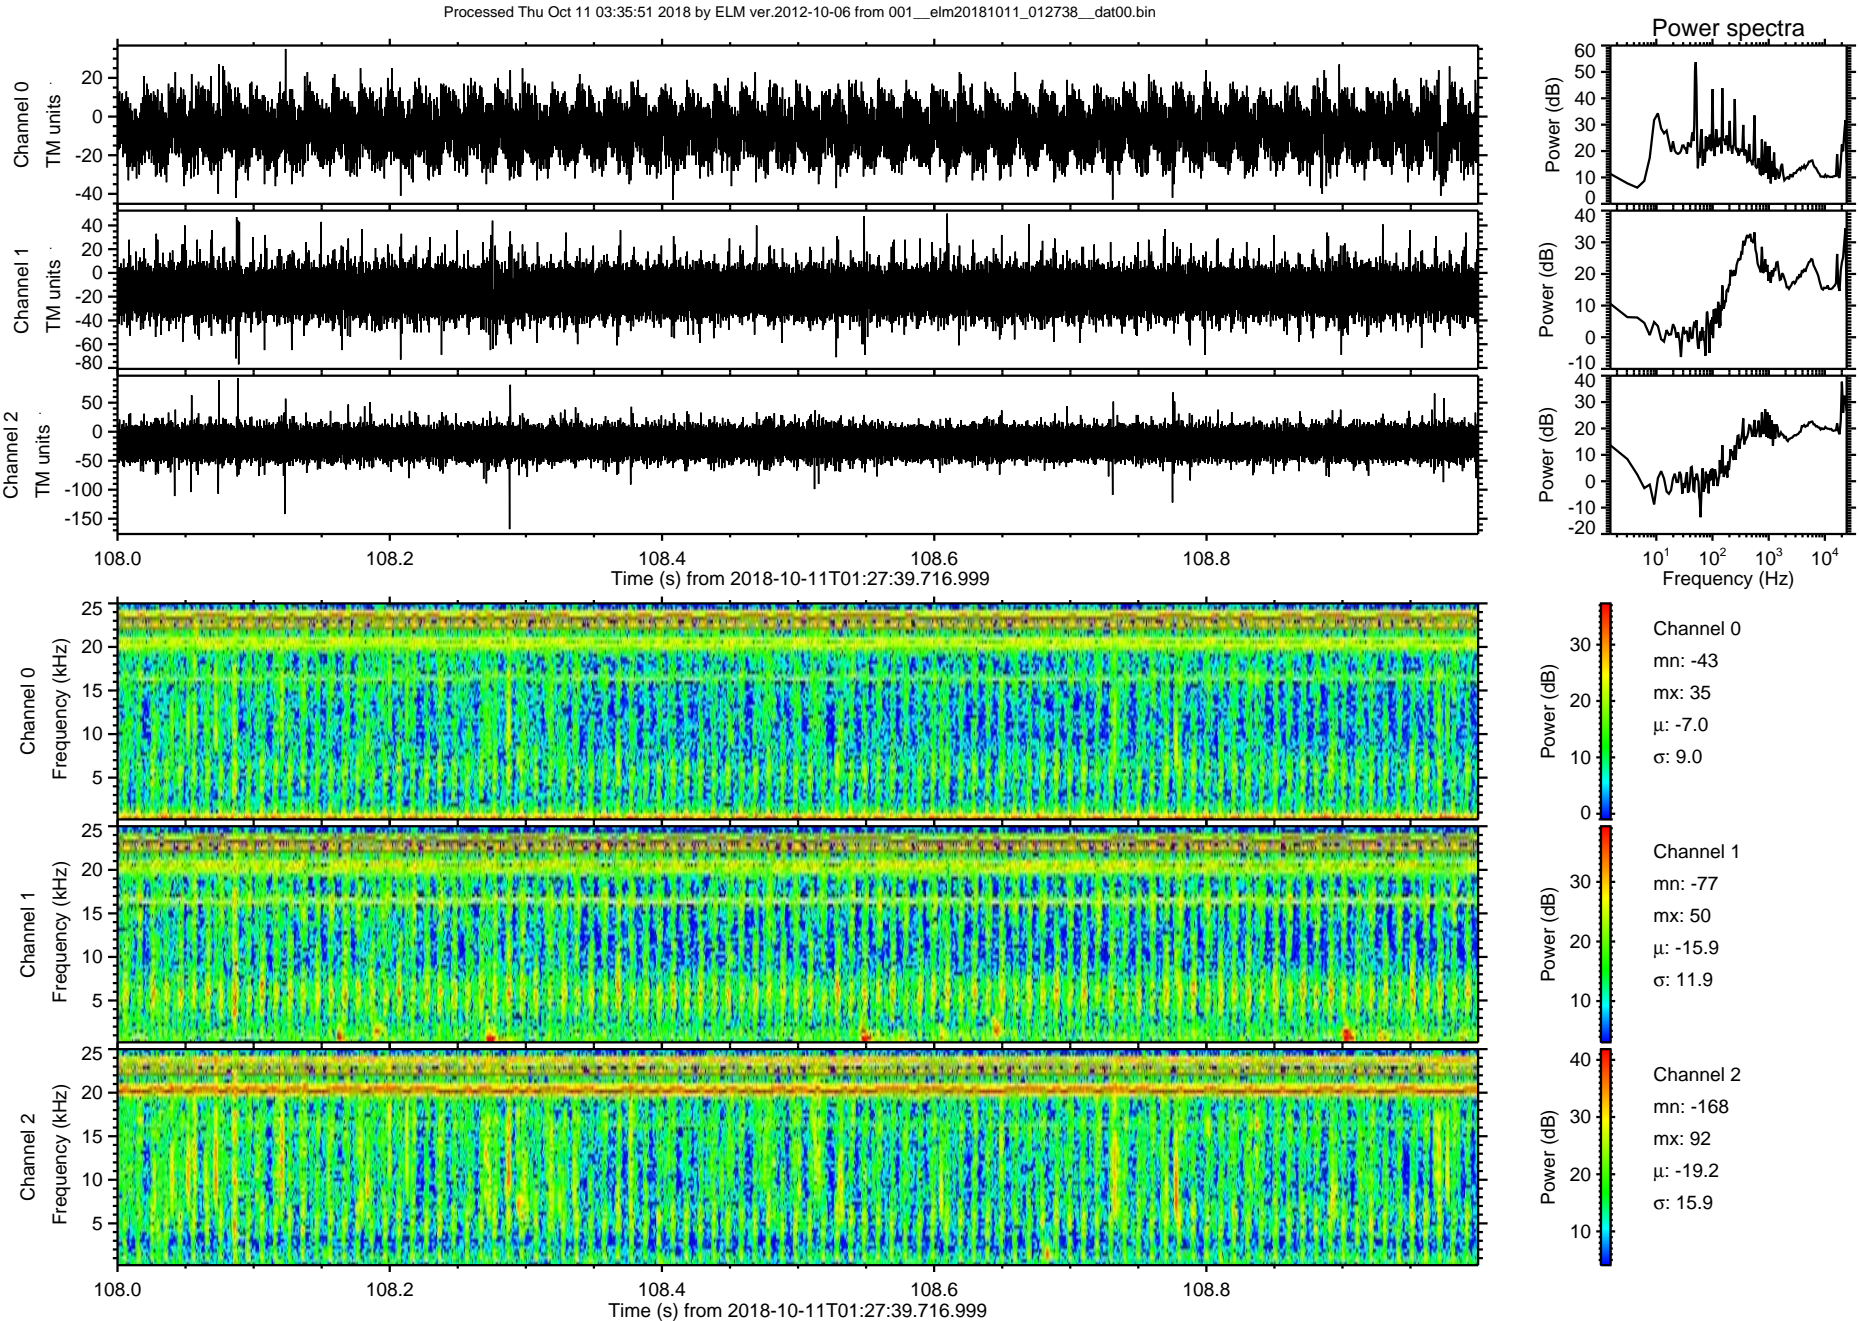 Processed Thu Oct 11 03:35:51 2018 by ELM ver.2012-10-06 from 001__elm20181011_012738__dat00.bin
Power spectra
Channel 0
TM units
20
0
-20
-40
Power (dB)
60
50
40
30
20
10
0
Channel 1
TM units
40
20
0
-20
-40
-60
-80
Power (dB)
40
30
20
10
0
-10
Channel 2
TM units
50
0
-50
-100
-150
Power (dB)
40
30
20
10
0
-10
-20
108.0 108.2 108.4 108.6 108.8
Time (s) from 2018-10-11T01:27:39.716.999
10¹ 10² 10³ 10⁴
Frequency (Hz)
Channel 0
Frequency (kHz)
25
20
15
10
5
Power (dB)
30
20
10
0
Channel 0
mn: -43
mx: 35
μ: -7.0
σ: 9.0
Channel 1
Frequency (kHz)
25
20
15
10
5
Power (dB)
30
20
10
Channel 1
mn: -77
mx: 50
μ: -15.9
σ: 11.9
Channel 2
Frequency (kHz)
25
20
15
10
5
Power (dB)
40
30
20
10
Channel 2
mn: -168
mx: 92
μ: -19.2
σ: 15.9
108.0 108.2 108.4 108.6 108.8
Time (s) from 2018-10-11T01:27:39.716.999